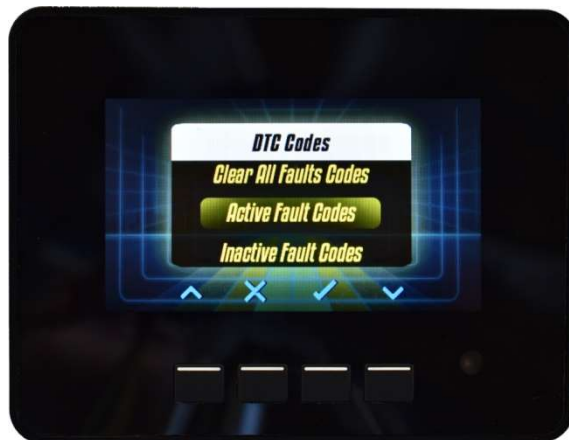 DTC Codes
Clear All Faults Codes
Active Fault Codes
Inactive Fault Codes